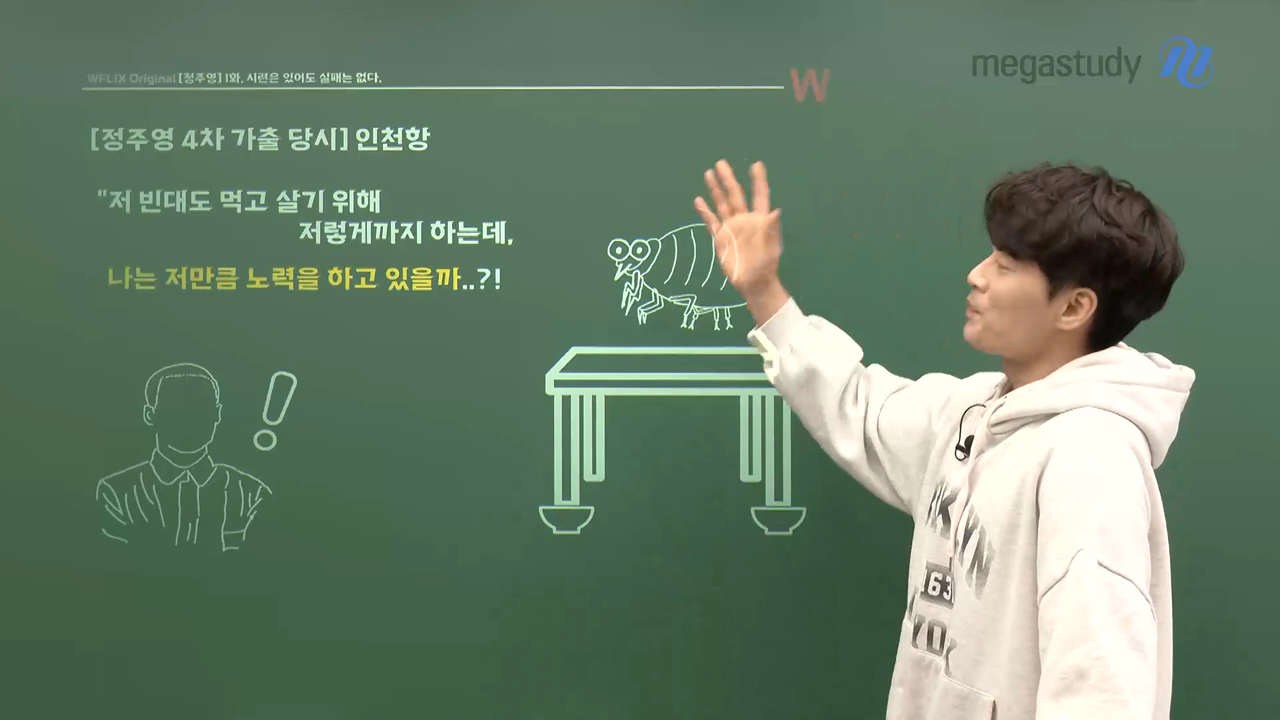 WFLIX Original [정주영] 1화. 시련은 있어도 실패는 없다.
W
megastudy
[정주영 4차 가출 당시] 인천항
"저 빈대도 먹고 살기 위해
저렇게까지 하는데,
나는 저만큼 노력을 하고 있을까..?!
163